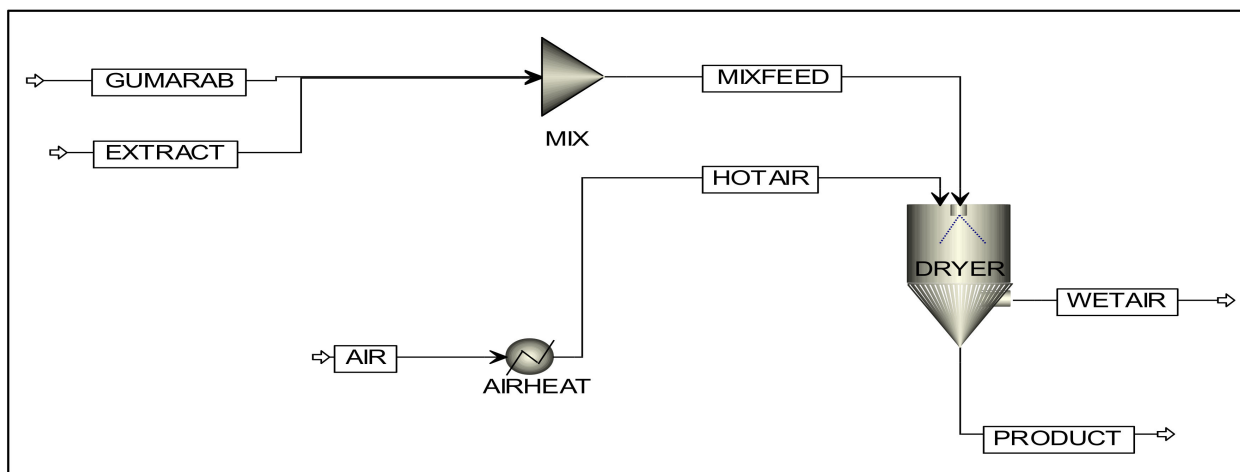 GUMARAB
MIXFEED
MIX
EXTRACT
HOTAIR
DRYER
WETAIR
AIR
AIRHEAT
PRODUCT